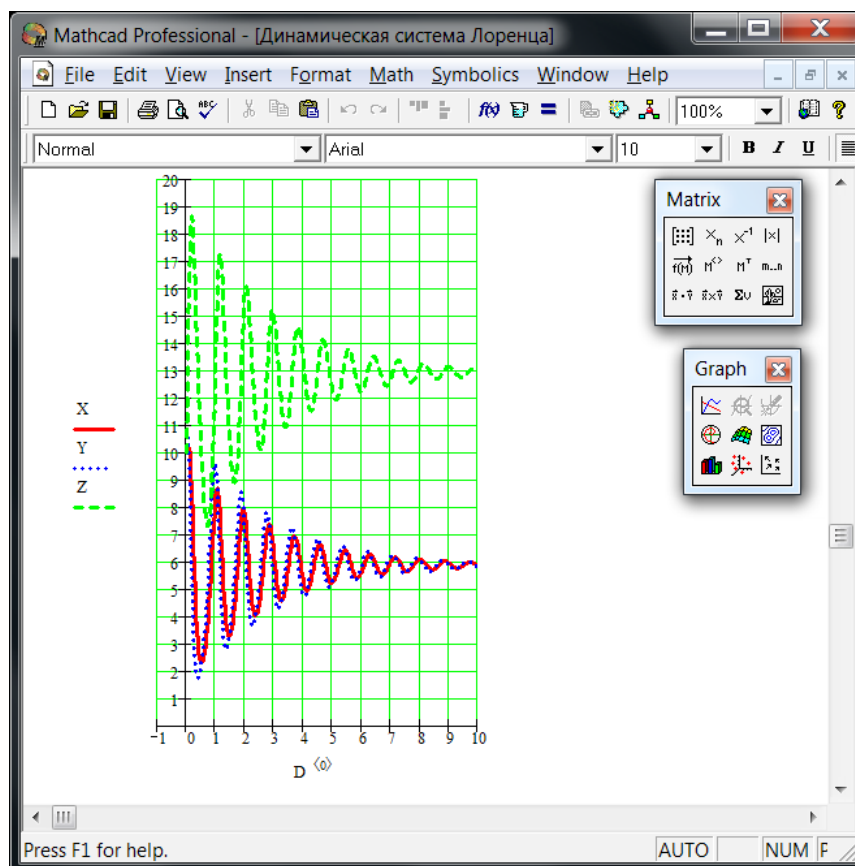 Mathcad Professional - [Динамическая система Лоренца]
File Edit View Insert Format Math Symbolics Window Help
100%
Normal Arial 10 B I U
20
19
18
17
16
15
14
13
12
11
10
9
8
7
6
5
4
3
2
1
X
Y
Z
-1 0 1 2 3 4 5 6 7 8 9 10
D ⟨0⟩
Matrix
Graph
Press F1 for help.
AUTO NUM P